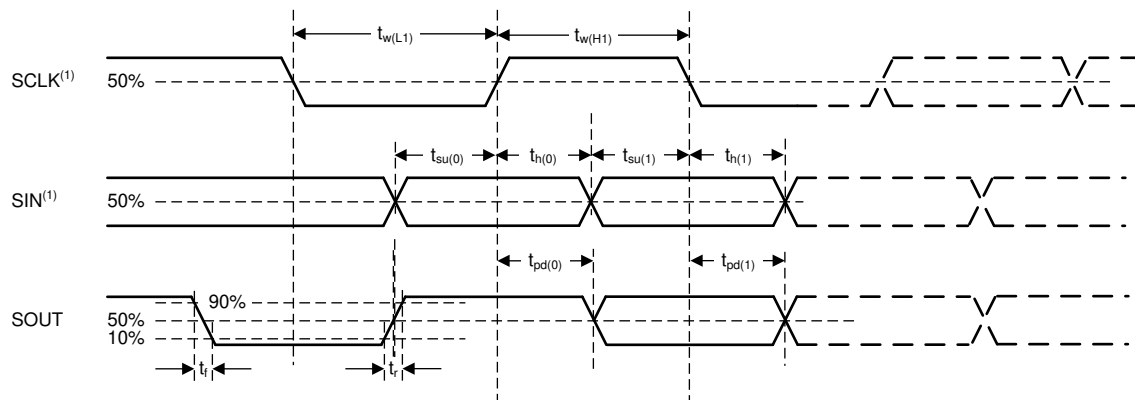 t_w(L1) t_w(H1)
SCLK^(1) 50%
t_su(0) t_h(0) t_su(1) t_h(1)
SIN^(1) 50%
t_pd(0) t_pd(1)
90%
SOUT 50%
10%
t_f t_r